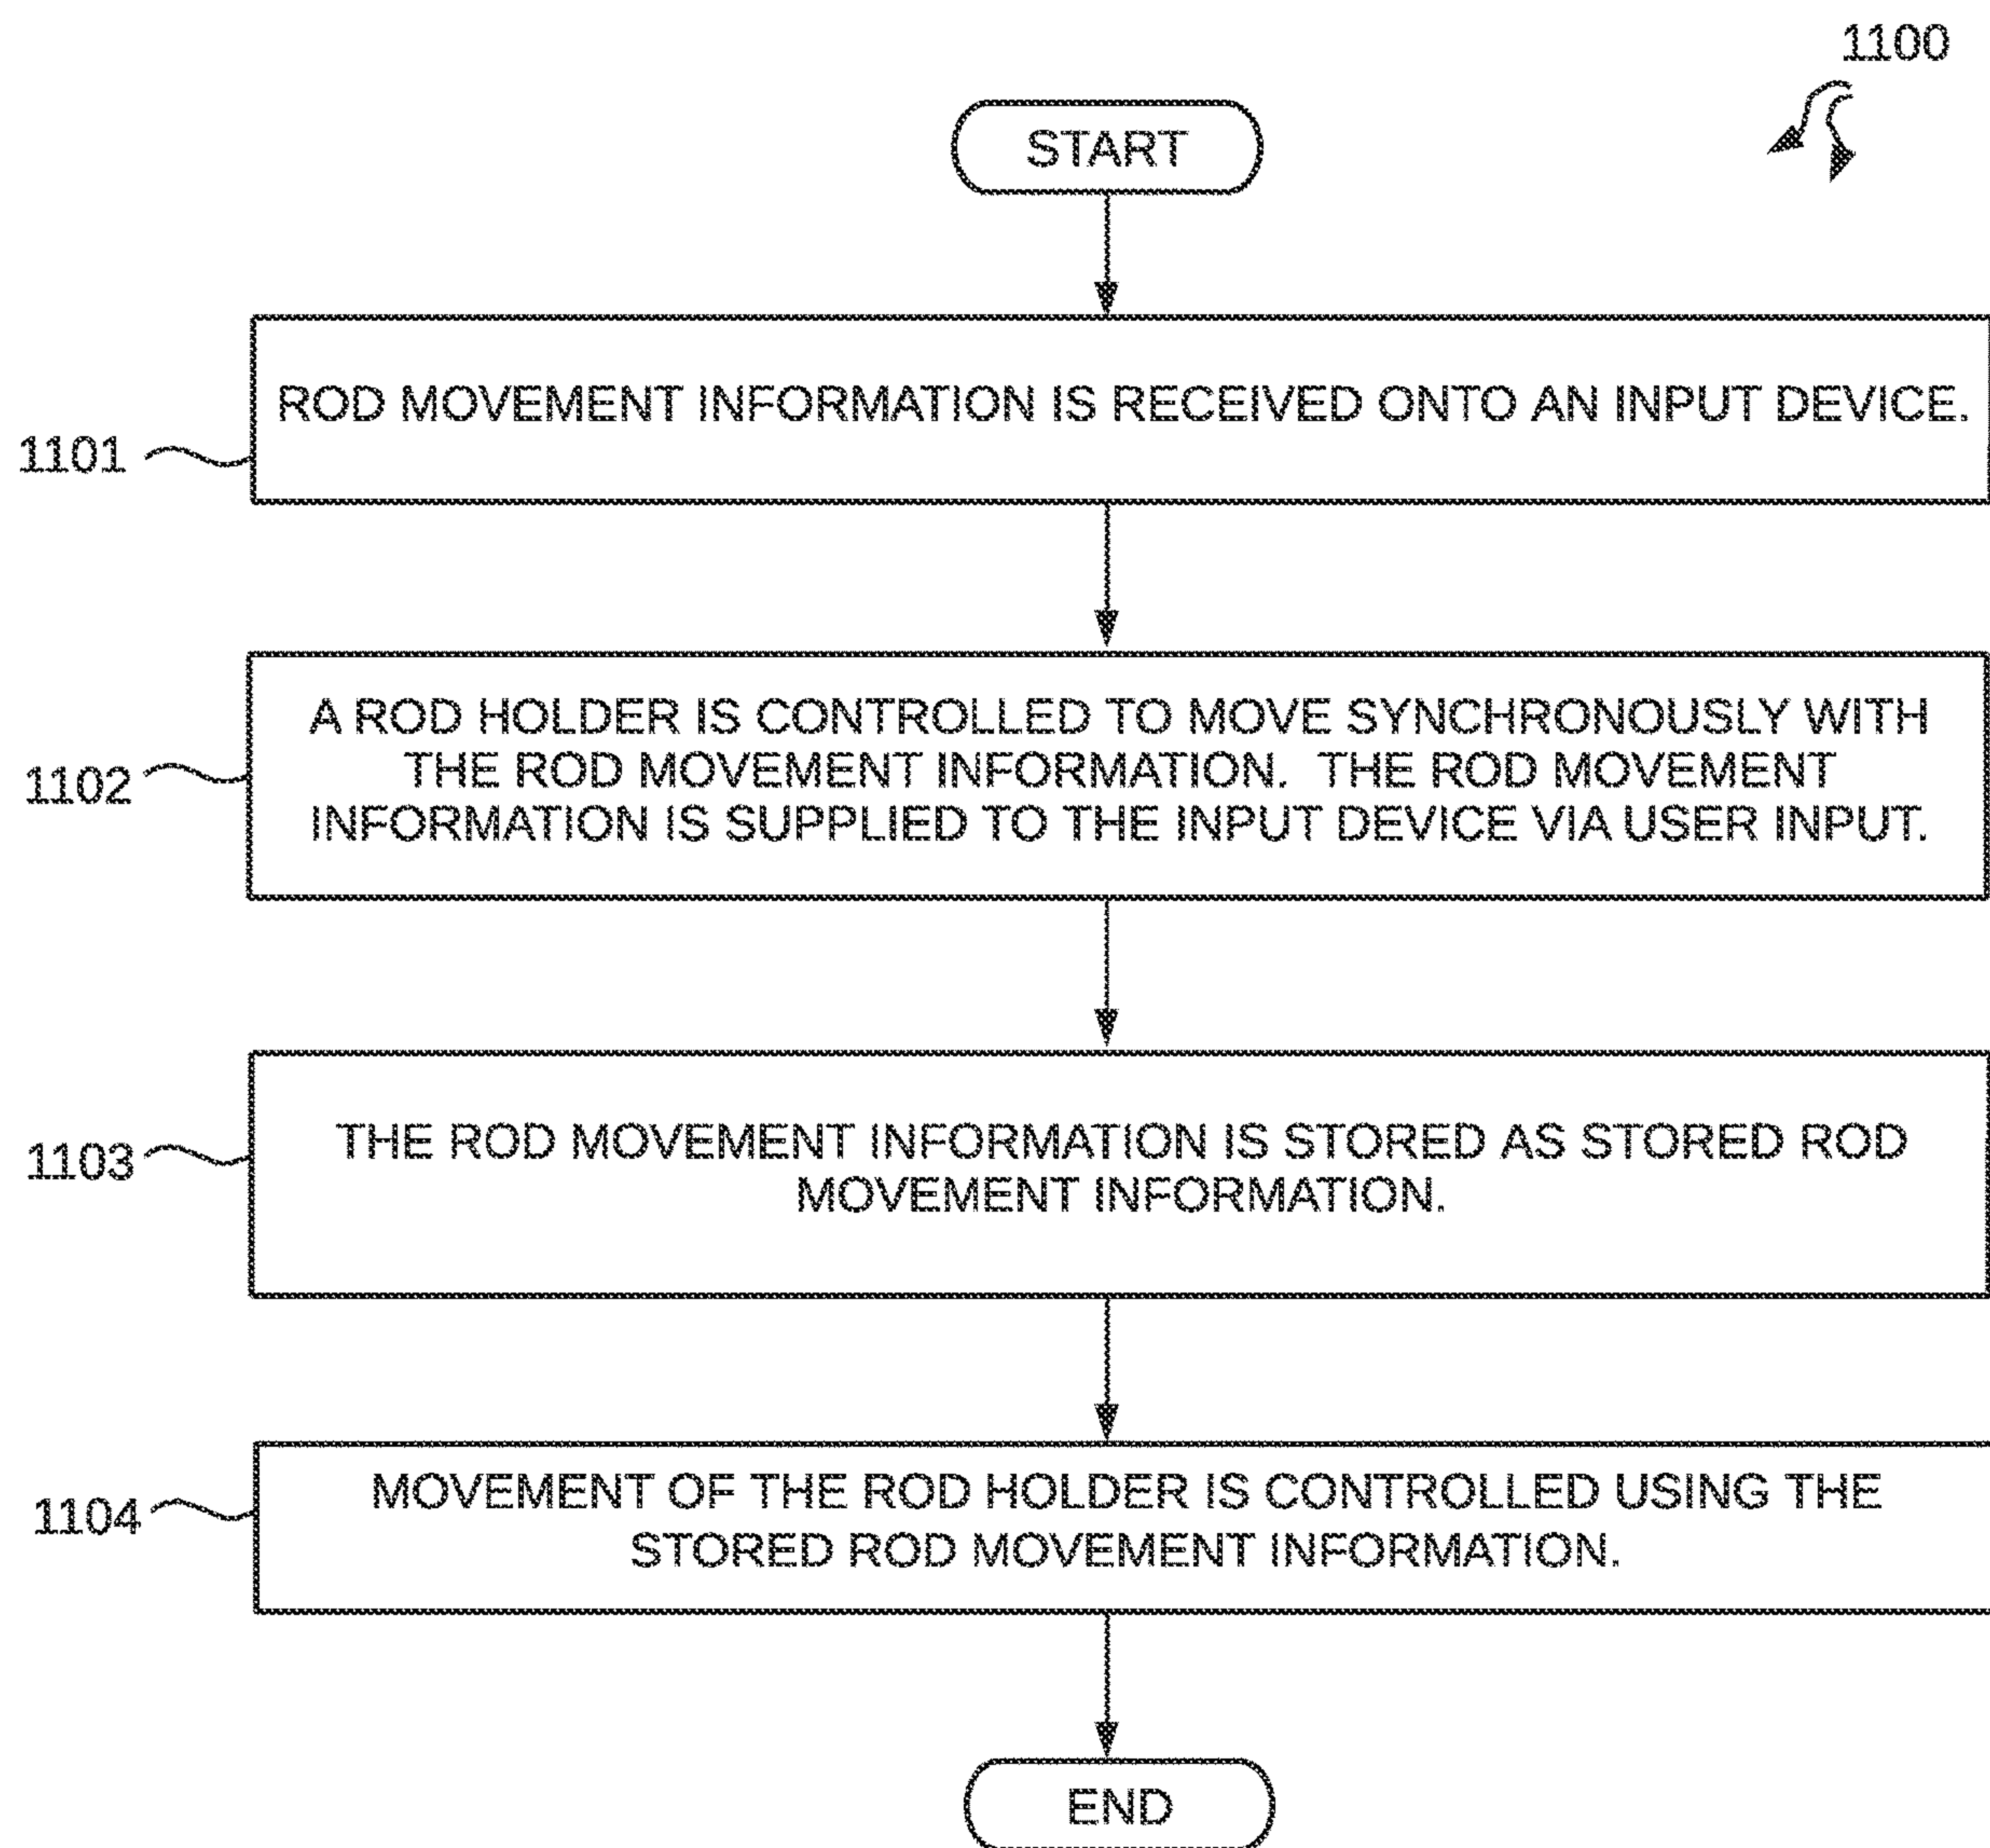 1100
START
ROD MOVEMENT INFORMATION IS RECEIVED ONTO AN INPUT DEVICE.
1101
A ROD HOLDER IS CONTROLLED TO MOVE SYNCHRONOUSLY WITH
THE ROD MOVEMENT INFORMATION.  THE ROD MOVEMENT
INFORMATION IS SUPPLIED TO THE INPUT DEVICE VIA USER INPUT.
1102
THE ROD MOVEMENT INFORMATION IS STORED AS STORED ROD
MOVEMENT INFORMATION.
1103
MOVEMENT OF THE ROD HOLDER IS CONTROLLED USING THE
STORED ROD MOVEMENT INFORMATION.
1104
END